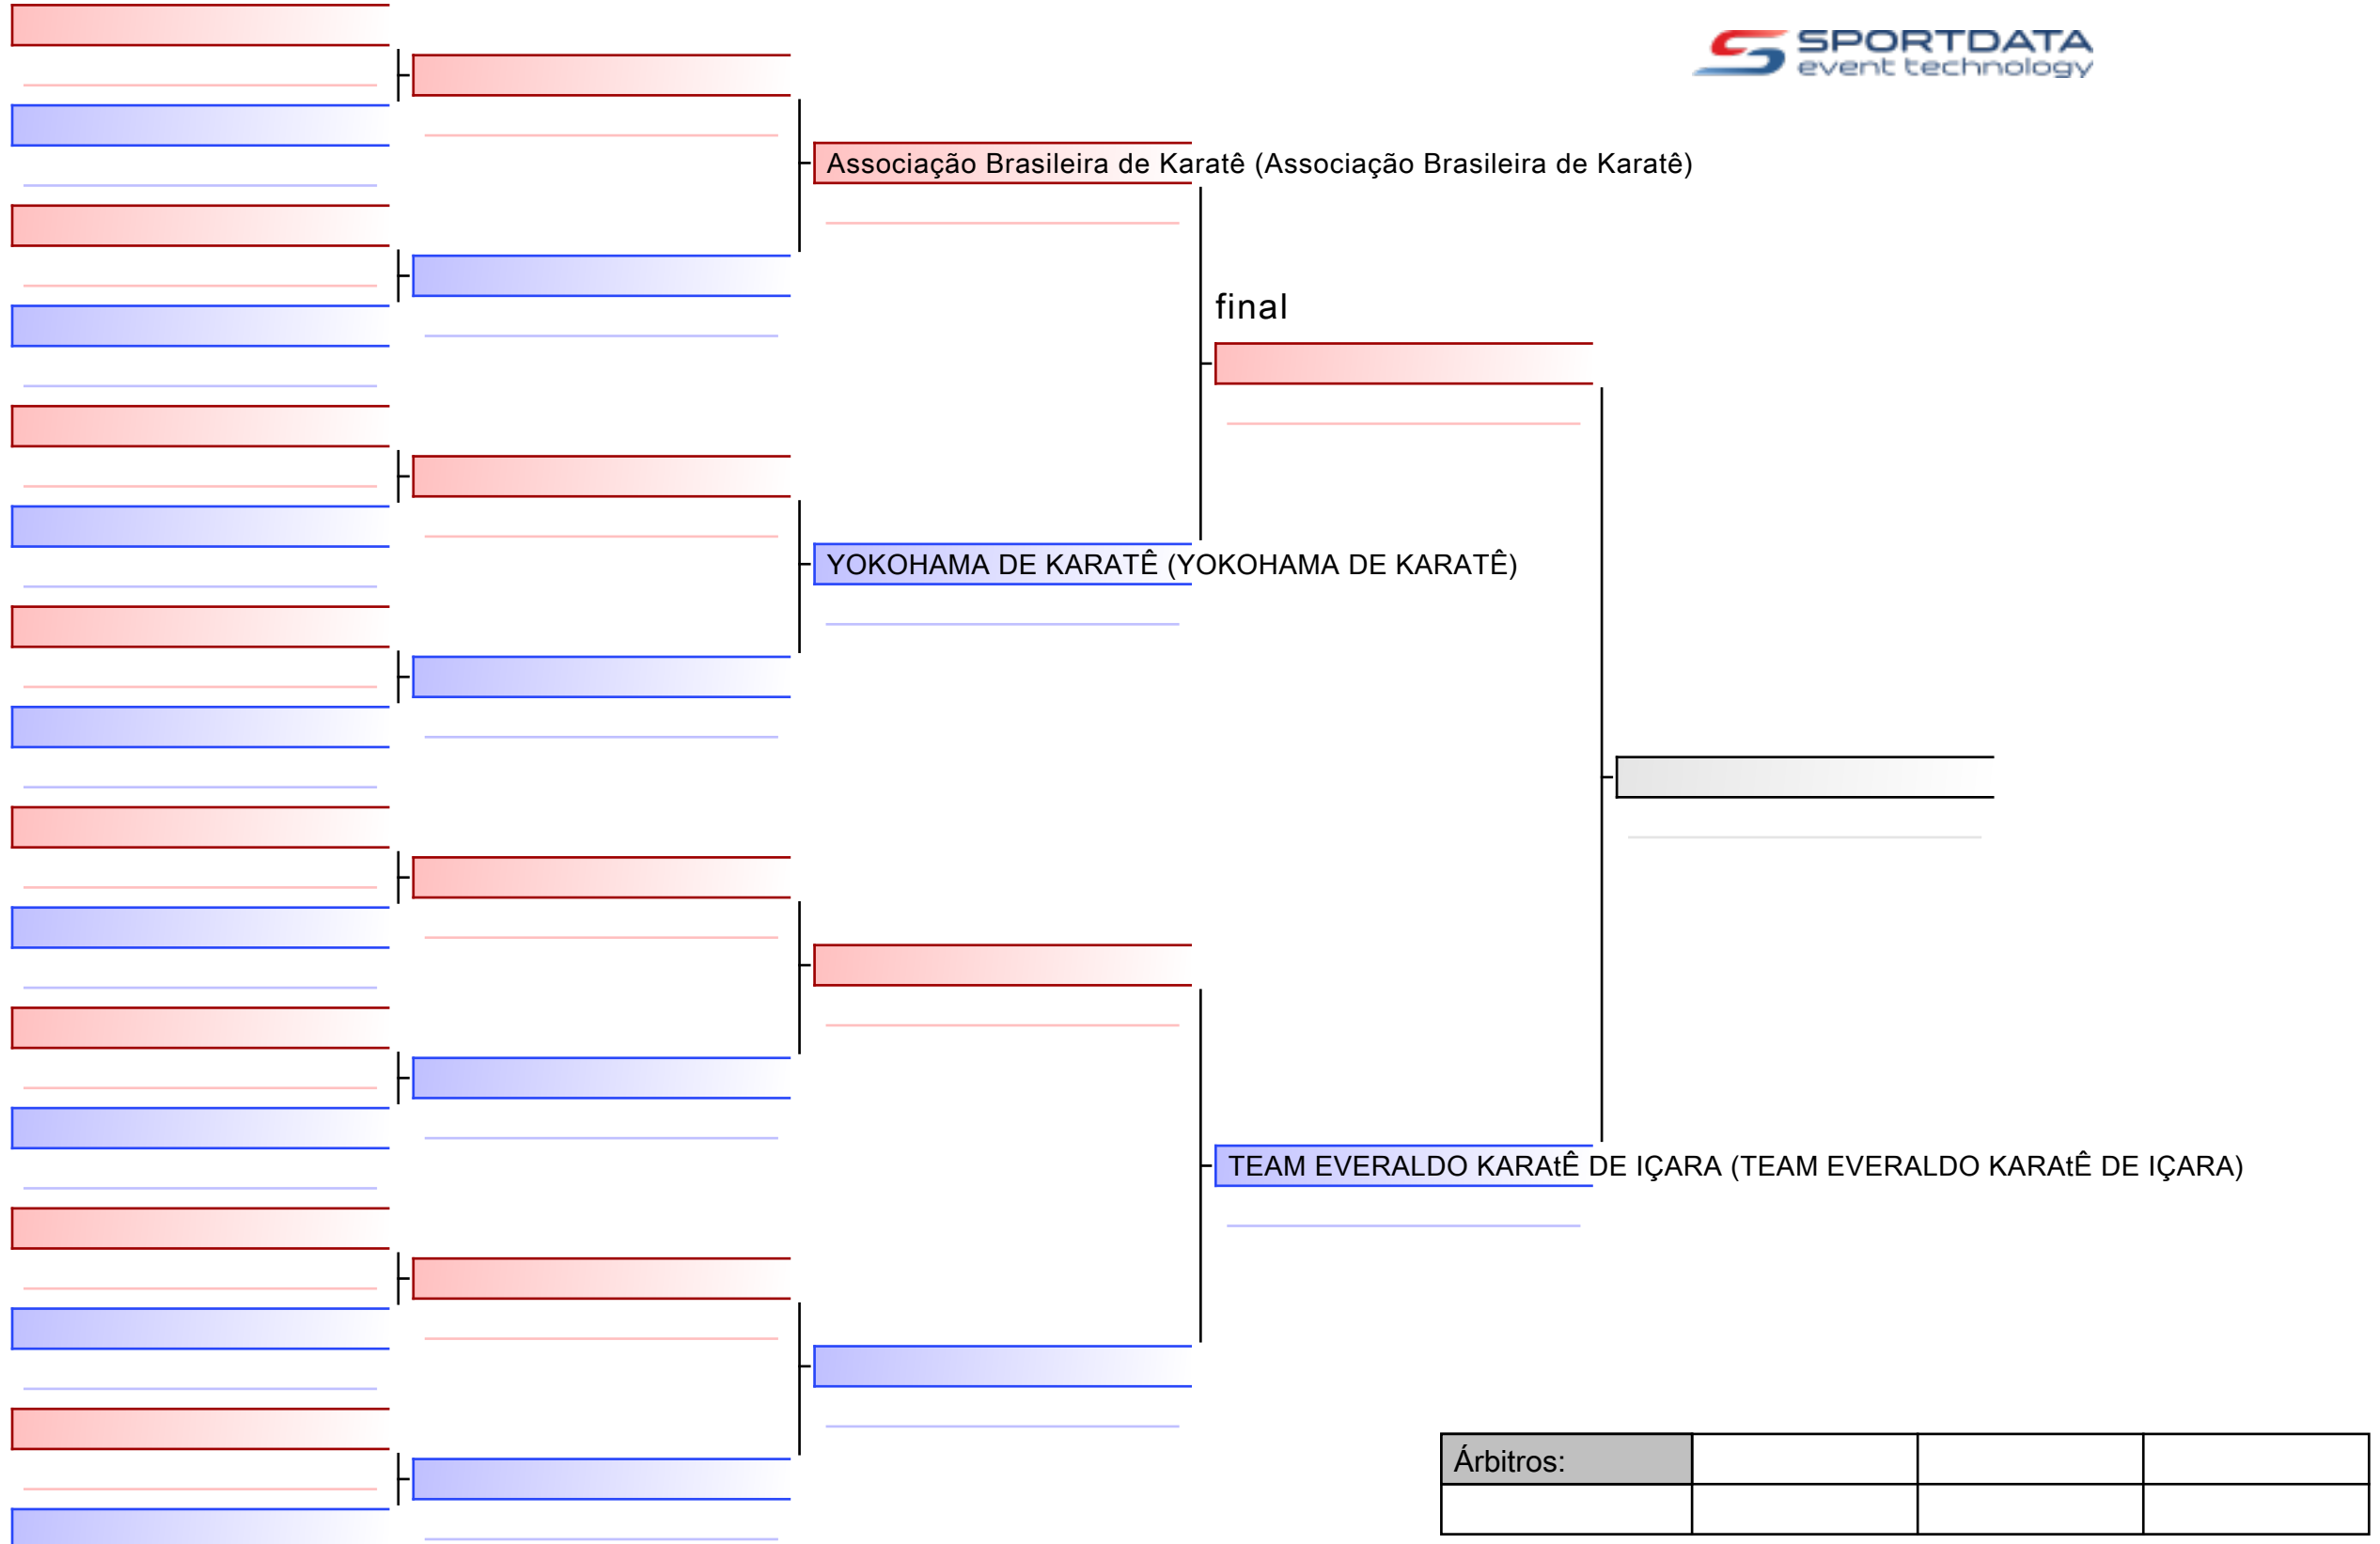 SPORTDATA
event technology
Associação Brasileira de Karatê (Associação Brasileira de Karatê)
final
YOKOHAMA DE KARATÊ (YOKOHAMA DE KARATÊ)
TEAM EVERALDO KARAtÊ DE IÇARA (TEAM EVERALDO KARAtÊ DE IÇARA)
Árbitros: